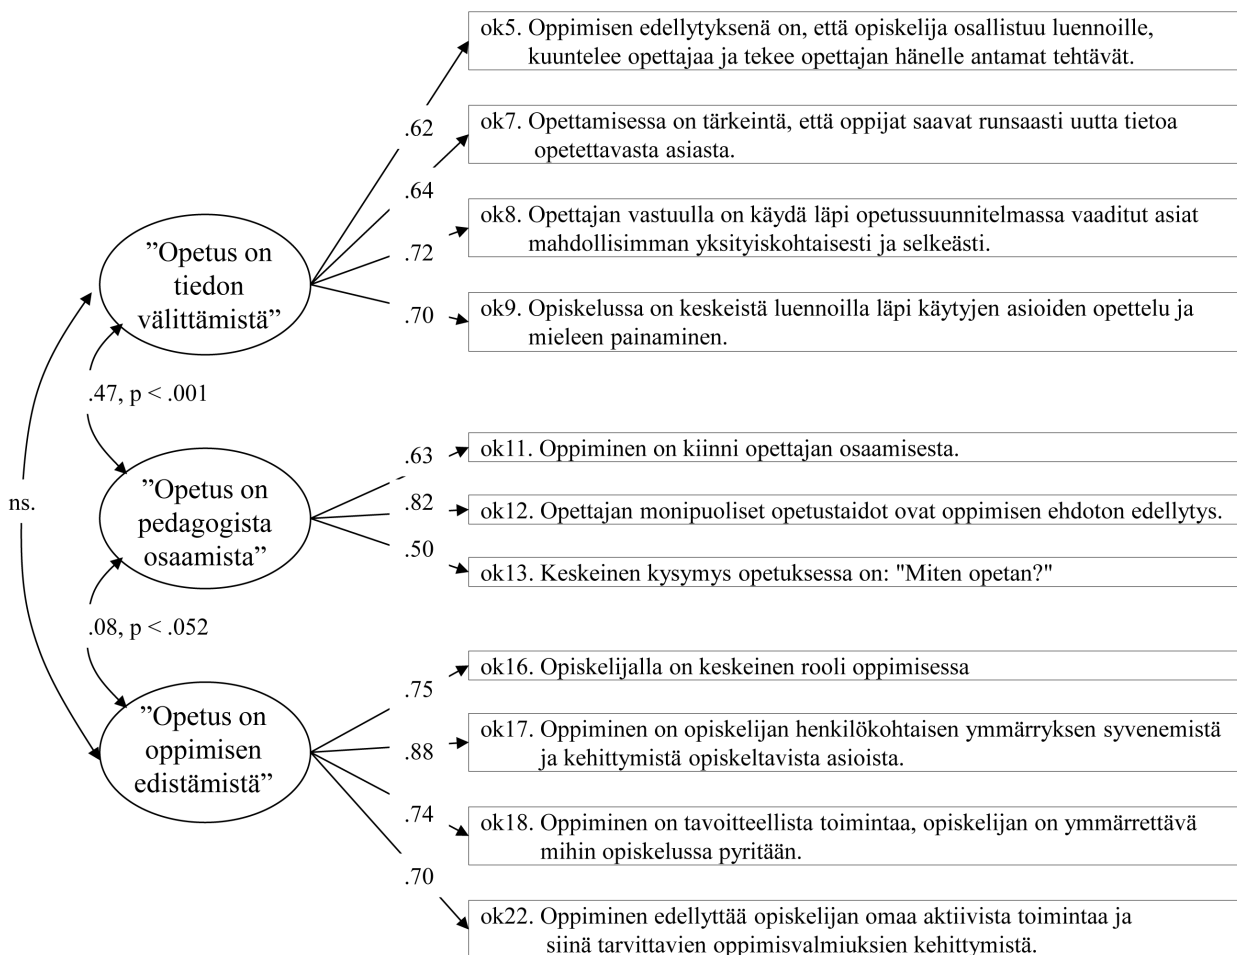 ok5. Oppimisen edellytyksenä on, että opiskelija osallistuu luennoille,
kuuntelee opettajaa ja tekee opettajan hänelle antamat tehtävät.
.62
ok7. Opettamisessa on tärkeintä, että oppijat saavat runsaasti uutta tietoa
opetettavasta asiasta.
.64
ok8. Opettajan vastuulla on käydä läpi opetussuunnitelmassa vaaditut asiat
mahdollisimman yksityiskohtaisesti ja selkeästi.
.72
ok9. Opiskelussa on keskeistä luennoilla läpi käytyjen asioiden opettelu ja
mieleen painaminen.
.70
”Opetus on
tiedon
välittämistä”
.47, p < .001
ns.
”Opetus on
pedagogista
osaamista”
.63
ok11. Oppiminen on kiinni opettajan osaamisesta.
.82
ok12. Opettajan monipuoliset opetustaidot ovat oppimisen ehdoton edellytys.
.50
ok13. Keskeinen kysymys opetuksessa on: "Miten opetan?"
.08, p < .052
”Opetus on
oppimisen
edistämistä”
.75
ok16. Opiskelijalla on keskeinen rooli oppimisessa
.88
ok17. Oppiminen on opiskelijan henkilökohtaisen ymmärryksen syvenemistä
ja kehittymistä opiskeltavista asioista.
.74
ok18. Oppiminen on tavoitteellista toimintaa, opiskelijan on ymmärrettävä
mihin opiskelussa pyritään.
.70
ok22. Oppiminen edellyttää opiskelijan omaa aktiivista toimintaa ja
siinä tarvittavien oppimisvalmiuksien kehittymistä.